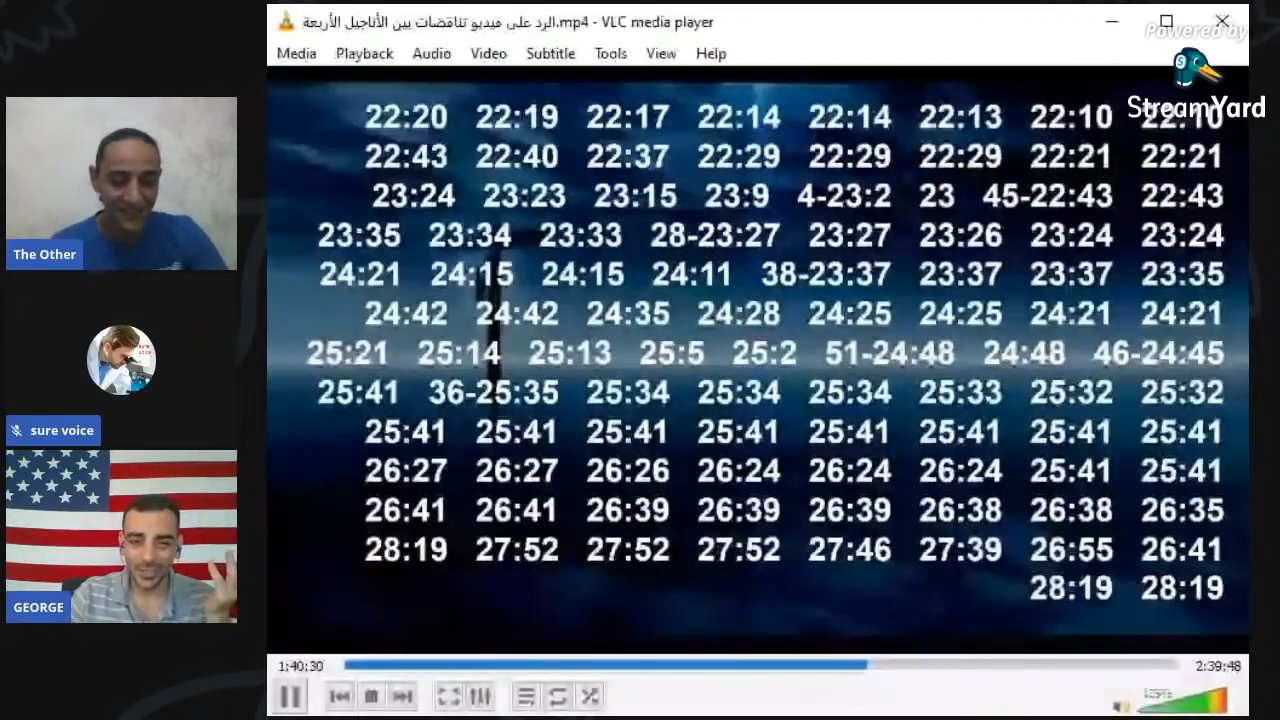 الرد على فيديو تناقضات بين الأناجيل الأربعة.mp4 - VLC media player
Media Playback Audio Video Subtitle Tools View Help
Powered by
StreamYard
22:20 22:19 22:17 22:14 22:14 22:13 22:10 22:10
22:43 22:40 22:37 22:29 22:29 22:29 22:21 22:21
23:24 23:23 23:15 23:9 4-23:2 23 45-22:43 22:43
23:35 23:34 23:33 28-23:27 23:27 23:26 23:24 23:24
24:21 24:15 24:15 24:11 38-23:37 23:37 23:37 23:35
24:42 24:42 24:35 24:28 24:25 24:25 24:21 24:21
25:21 25:14 25:13 25:5 25:2 51-24:48 24:48 46-24:45
25:41 36-25:35 25:34 25:34 25:34 25:33 25:32 25:32
25:41 25:41 25:41 25:41 25:41 25:41 25:41 25:41
26:27 26:27 26:26 26:24 26:24 26:24 25:41 25:41
26:41 26:41 26:39 26:39 26:39 26:38 26:38 26:35
28:19 27:52 27:52 27:52 27:46 27:39 26:55 26:41
28:19 28:19
1:40:30 2:39:48
The Other
sure voice
GEORGE